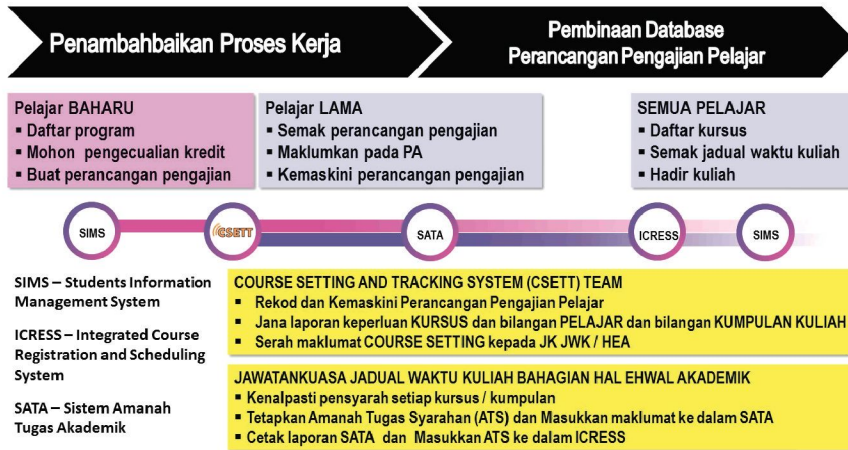 Penambahbaikan Proses Kerja
Pembinaan Database
Perancangan Pengajian Pelajar
Pelajar BAHARU
▪ Daftar program
▪ Mohon pengecualian kredit
▪ Buat perancangan pengajian
Pelajar LAMA
▪ Semak perancangan pengajian
▪ Maklumkan pada PA
▪ Kemaskini perancangan pengajian
SEMUA PELAJAR
▪ Daftar kursus
▪ Semak jadual waktu kuliah
▪ Hadir kuliah
SIMS
CSETT
SATA
ICRESS
SIMS
SIMS – Students Information
Management System
ICRESS – Integrated Course
Registration and Scheduling
System
SATA – Sistem Amanah
Tugas Akademik
COURSE SETTING AND TRACKING SYSTEM (CSETT) TEAM
▪ Rekod dan Kemaskini Perancangan Pengajian Pelajar
▪ Jana laporan keperluan KURSUS dan bilangan PELAJAR dan bilangan KUMPULAN KULIAH
▪ Serah maklumat COURSE SETTING kepada JK JWK / HEA
JAWATANKUASA JADUAL WAKTU KULIAH BAHAGIAN HAL EHWAL AKADEMIK
▪ Kenalpasti pensyarah setiap kursus / kumpulan
▪ Tetapkan Amanah Tugas Syarahan (ATS) dan Masukkan maklumat ke dalam SATA
▪ Cetak laporan SATA dan Masukkan ATS ke dalam ICRESS